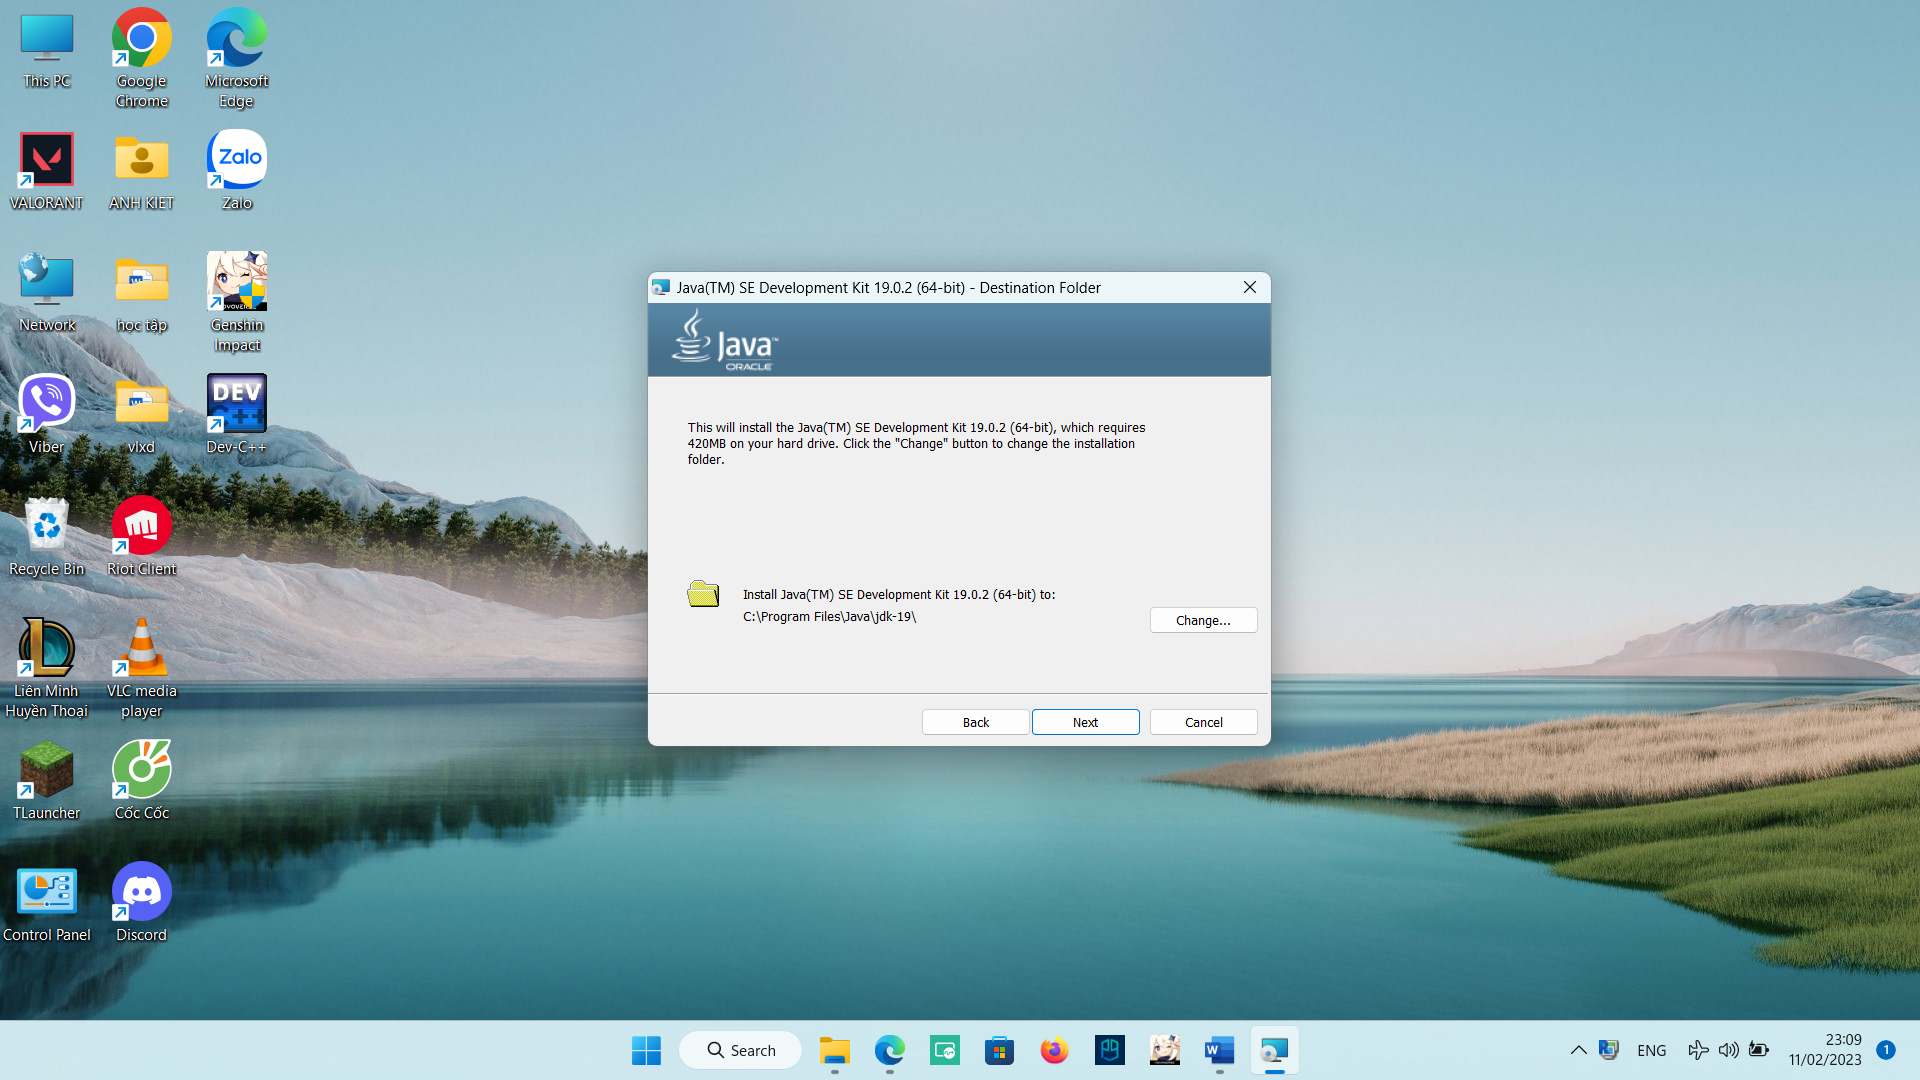 This PC
Google
Chrome
Microsoft
Edge
VALORANT
ANH KIET
Zalo
Zalo
Network
học tập
Genshin
Impact
Viber
vlxd
DEV
C++
Dev-C++
Recycle Bin
Riot Client
Liên Minh
Huyền Thoại
VLC media
player
TLauncher
Cốc Cốc
Control Panel
Discord
Java(TM) SE Development Kit 19.0.2 (64-bit) - Destination Folder
Java™
ORACLE
This will install the Java(TM) SE Development Kit 19.0.2 (64-bit), which requires
420MB on your hard drive. Click the "Change" button to change the installation
folder.
Install Java(TM) SE Development Kit 19.0.2 (64-bit) to:
C:\Program Files\Java\jdk-19\
Change...
Back
Next
Cancel
Search
ENG
23:09
11/02/2023
1